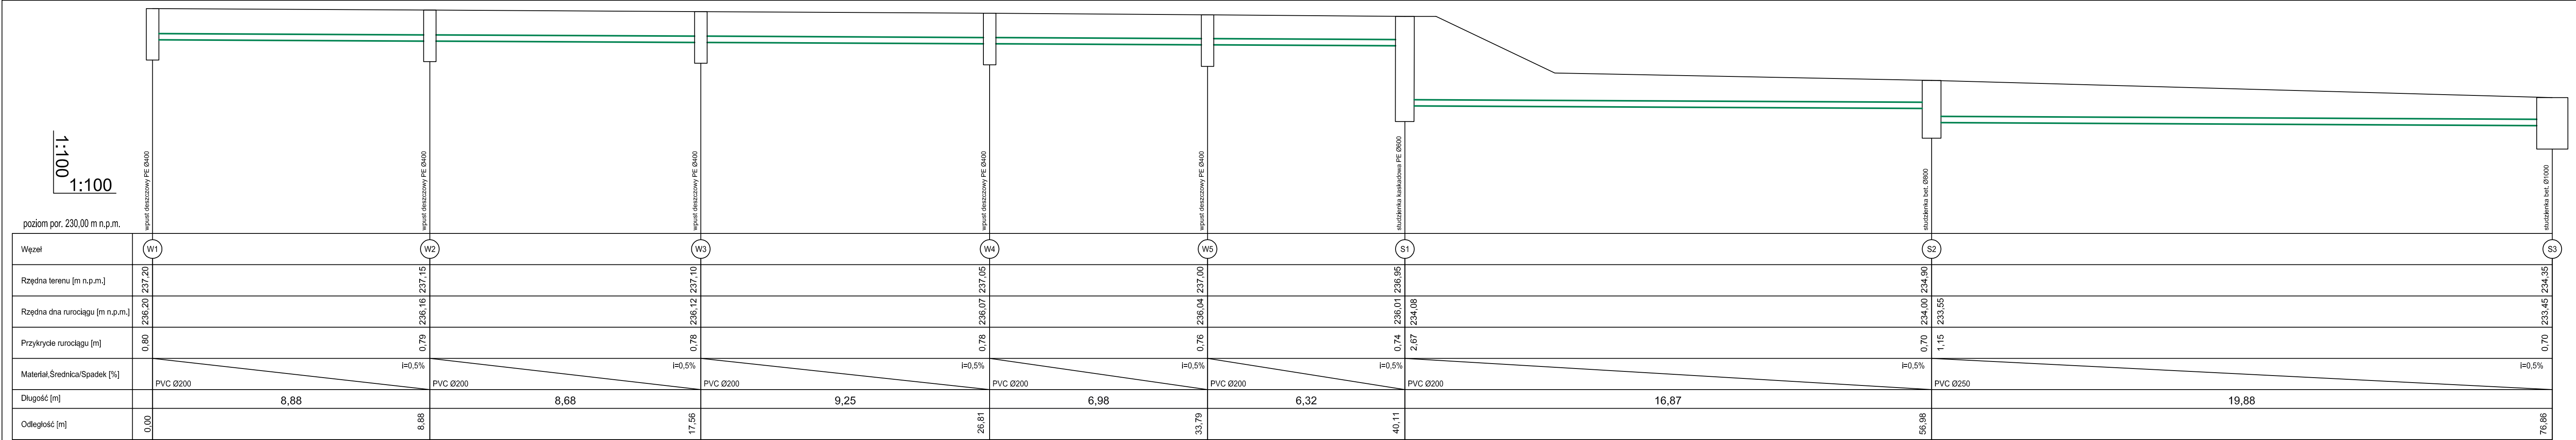 1:100
1:100
poziom por. 230,00 m n.p.m.
wpust deszczowy PE Ø400
wpust deszczowy PE Ø400
wpust deszczowy PE Ø400
wpust deszczowy PE Ø400
wpust deszczowy PE Ø400
studzienka kaskadowa PE Ø600
studzienka bet. Ø800
studzienka bet. Ø1000
Węzeł W1 W2 W3 W4 W5 S1 S2 S3
Rzędna terenu [m n.p.m.] 237,20 237,15 237,10 237,05 237,00 236,95 234,90 234,35
Rzędna dna rurociągu [m n.p.m.] 236,20 236,16 236,12 236,07 236,04 236,01 234,08 234,00 233,55 233,45
Przykrycie rurociągu [m] 0,80 0,79 0,78 0,78 0,76 0,74 2,67 0,70 1,15 0,70
Materiał,Średnica/Spadek [%] PVC Ø200 i=0,5% PVC Ø200 i=0,5% PVC Ø200 i=0,5% PVC Ø200 i=0,5% PVC Ø200 i=0,5% PVC Ø200 i=0,5% PVC Ø250 i=0,5%
Długość [m] 8,88 8,68 9,25 6,98 6,32 16,87 19,88
Odległość [m] 0,00 8,88 17,56 26,81 33,79 40,11 56,98 76,86